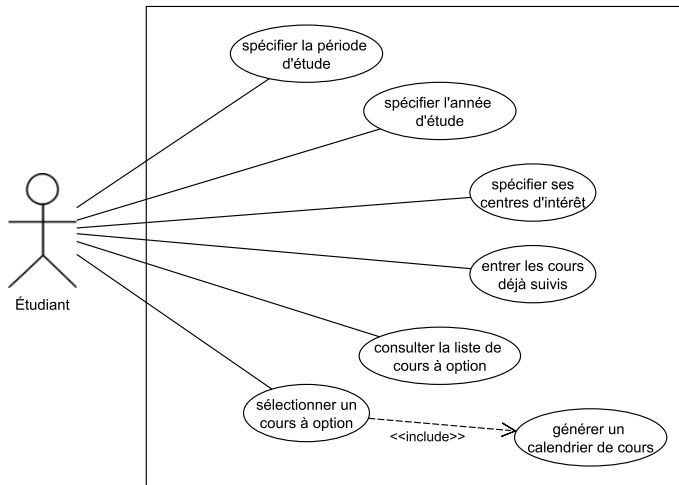 spécifier la période
d'étude
spécifier l'année
d'étude
spécifier ses
centres d'intérêt
entrer les cours
déjà suivis
Étudiant
consulter la liste de
cours à option
sélectionner un
cours à option
<<include>>
générer un
calendrier de cours